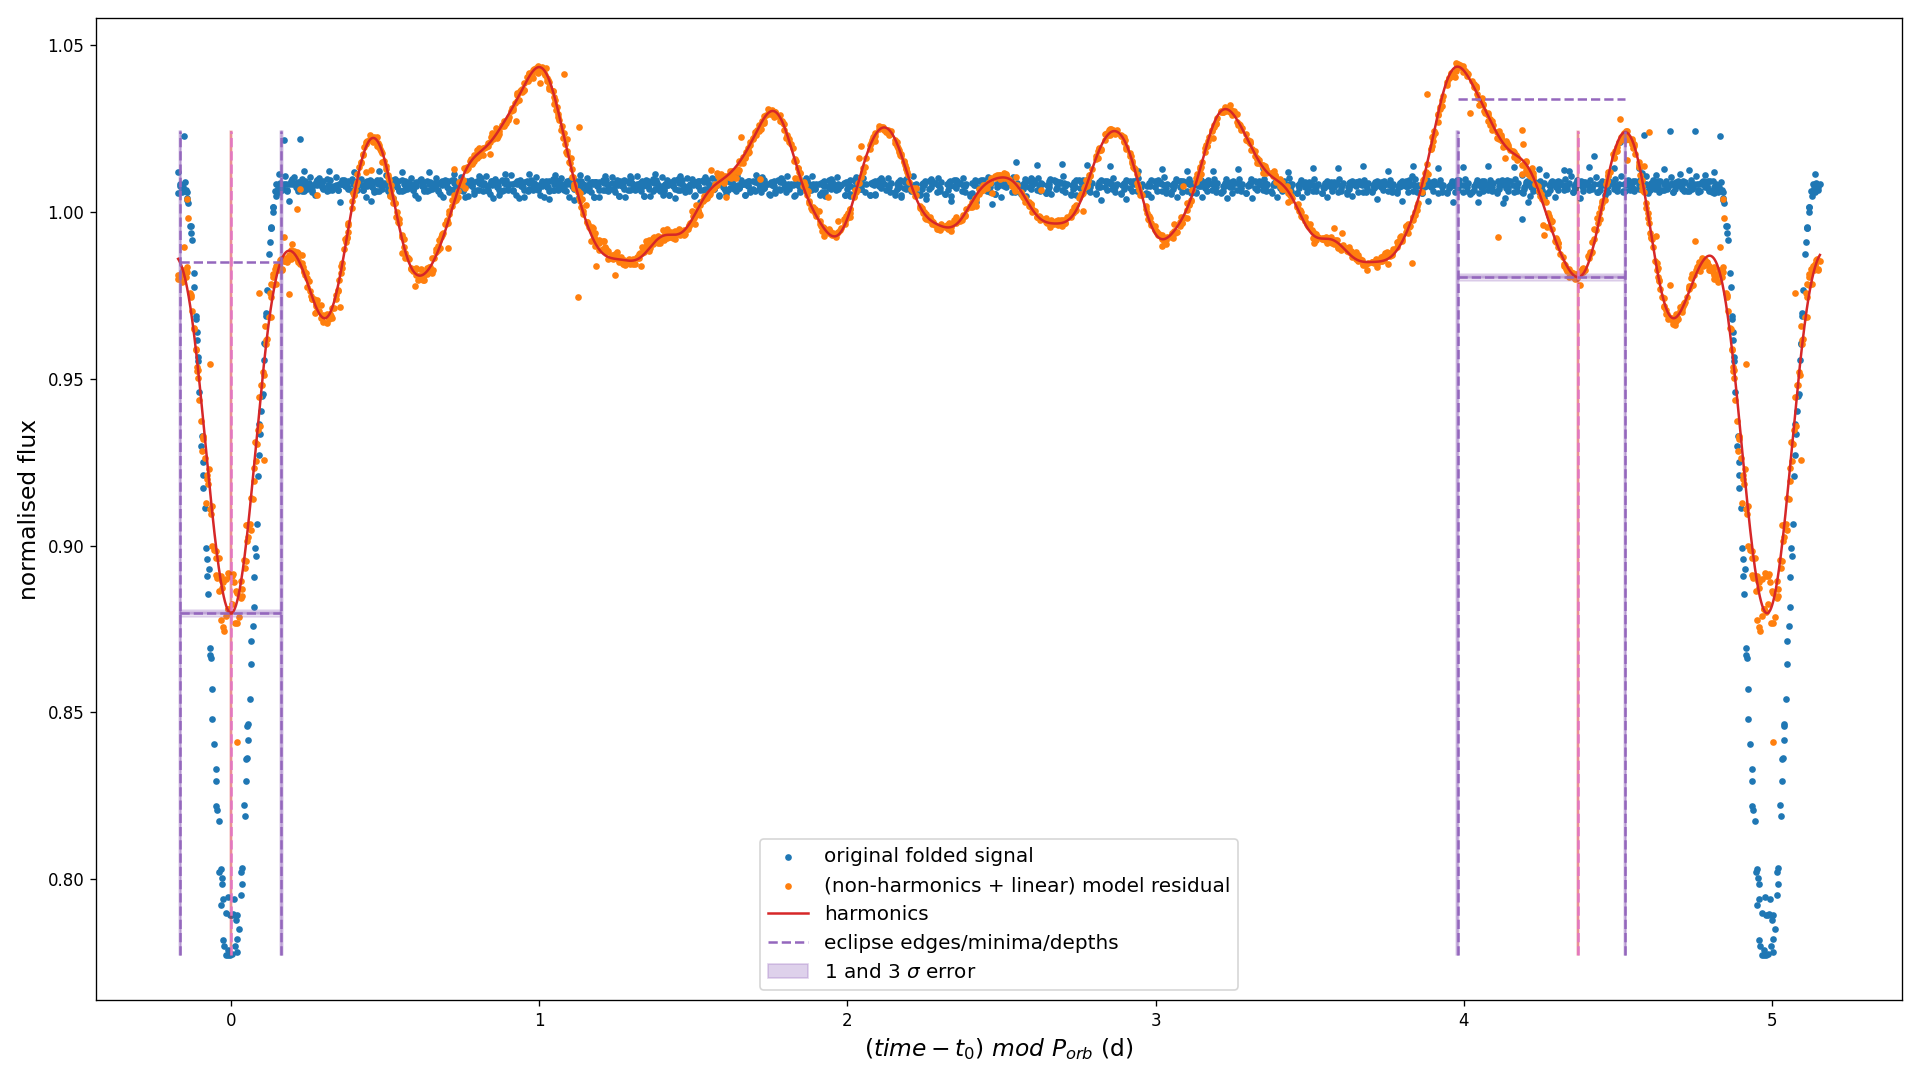 1.05
1.00
0.95
0.90
0.85
0.80
normalised flux
original folded signal
(non-harmonics + linear) model residual
harmonics
eclipse edges/minima/depths
1 and 3 σ error
0 1 2 3 4 5
(time − t₀) mod Pₒᵣb (d)